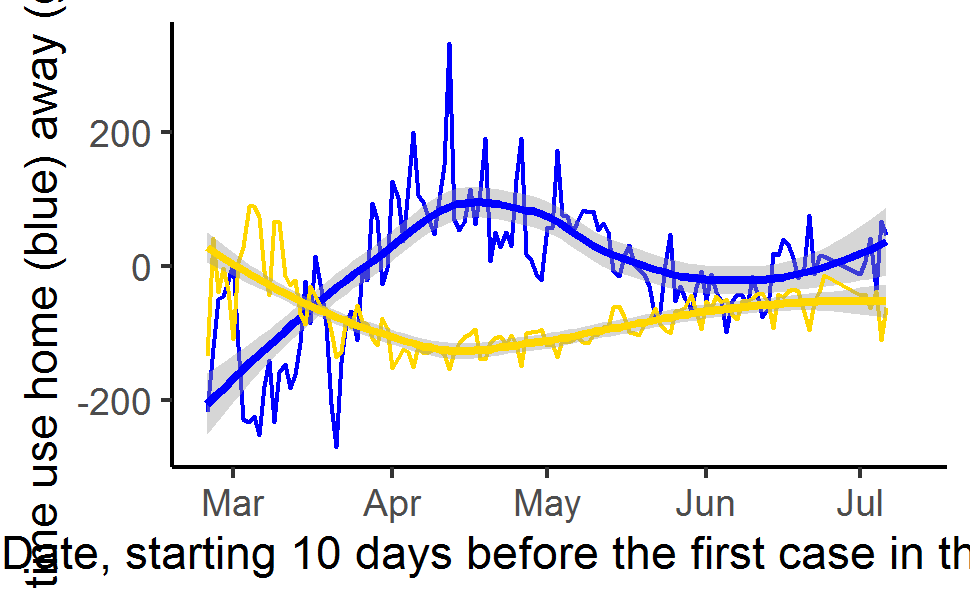 time use home (blue) away (
200
0
-200
Mar Apr May Jun Jul
Date, starting 10 days before the first case in th